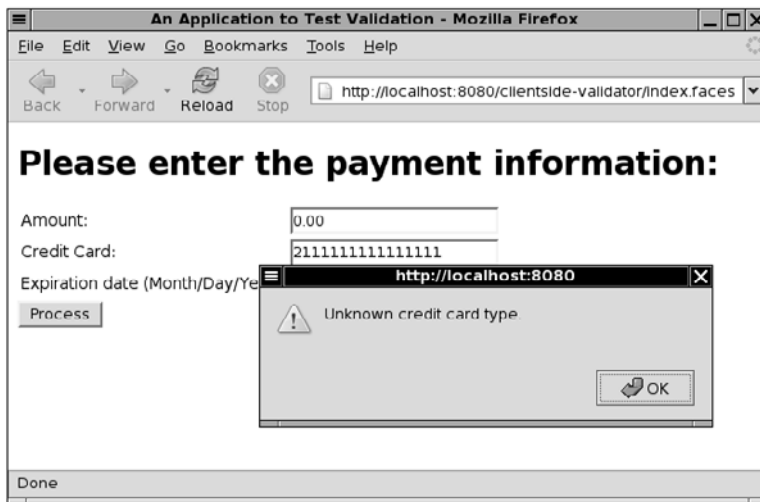 An Application to Test Validation - Mozilla Firefox
File Edit View Go Bookmarks Tools Help
Back Forward Reload Stop http://localhost:8080/clientside-validator/index.faces
Please enter the payment information:
Amount: 0.00
Credit Card: 2111111111111111
Expiration date (Month/Day/Ye
http://localhost:8080
Process
Unknown credit card type.
OK
Done